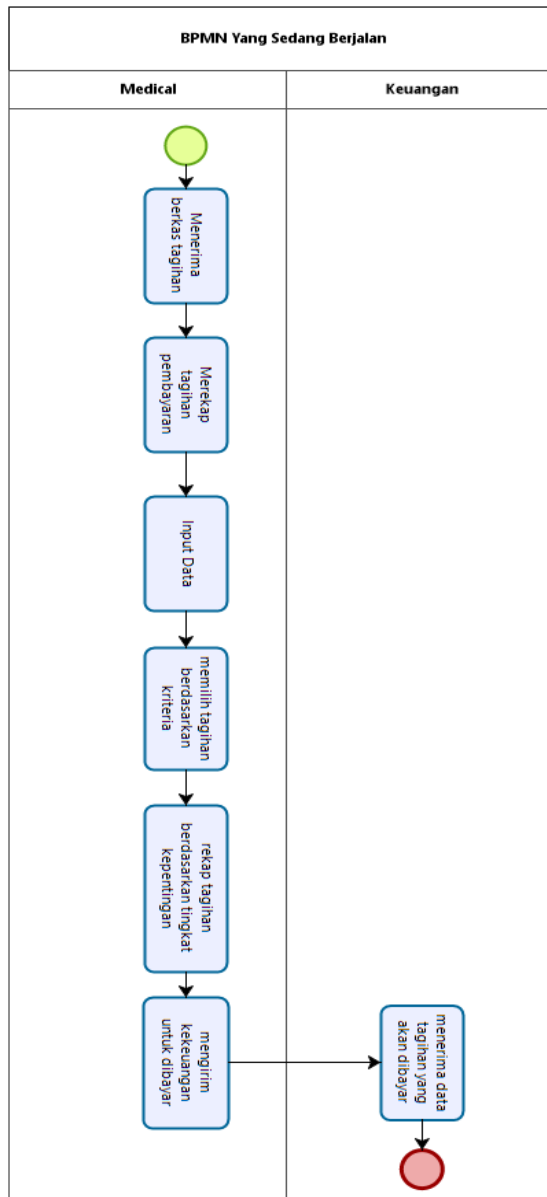 BPMN Yang Sedang Berjalan
Medical
Keuangan
Menerima
berkas tagihan
Merekap
tagihan
pembayaran
Input Data
memilih tagihan
berdasarkan
kriteria
rekap tagihan
berdasarkan tingkat
kepentingan
mengirim
kekeuangan
untuk dibayar
menerima data
tagihan yang
akan dibayar